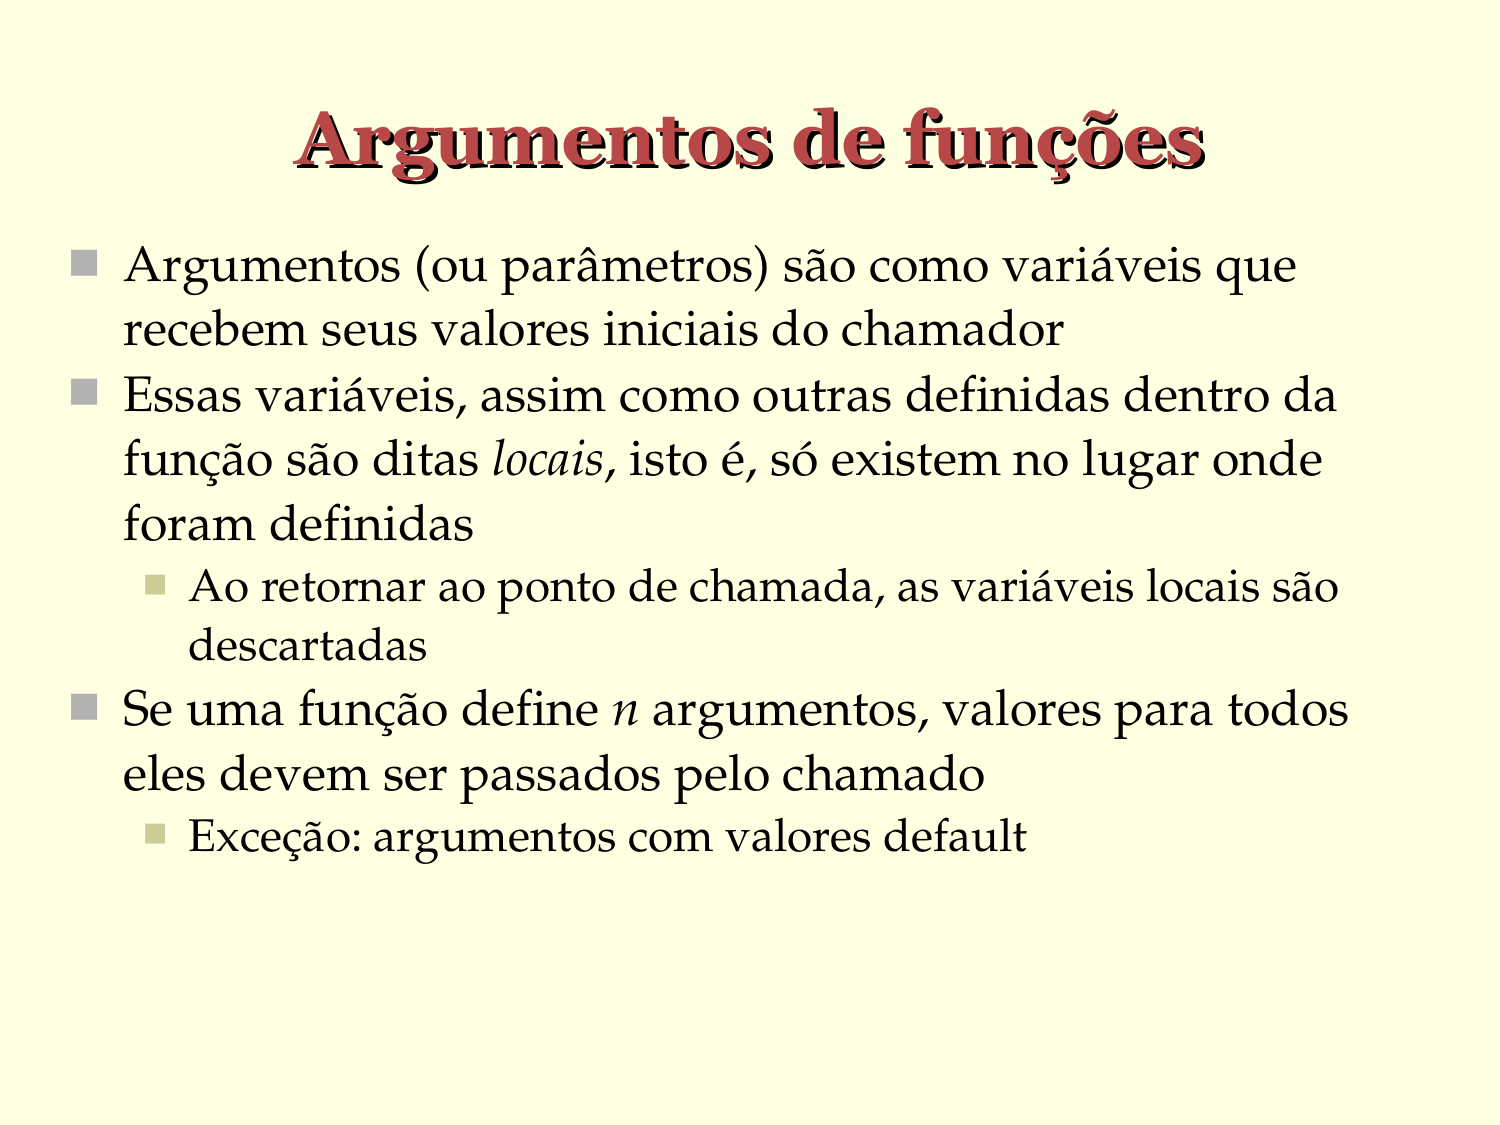 Argumentos de funções
Argumentos (ou parâmetros) são como variáveis que
recebem seus valores iniciais do chamador
Essas variáveis, assim como outras definidas dentro da
função são ditas locais, isto é, só existem no lugar onde
foram definidas
Ao retornar ao ponto de chamada, as variáveis locais são
descartadas
Se uma função define n argumentos, valores para todos
eles devem ser passados pelo chamado
Exceção: argumentos com valores default